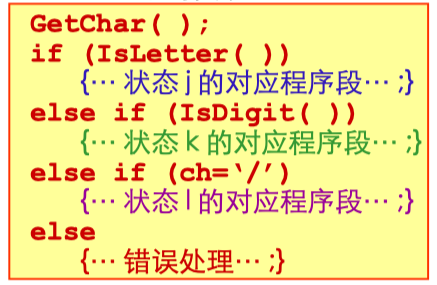 GetChar( );
if (IsLetter( ))
{… 状态j的对应程序段… ;}
else if (IsDigit( ))
{… 状态k的对应程序段… ;}
else if (ch=‘/’)
{… 状态l的对应程序段… ;}
else
{… 错误处理… ;}